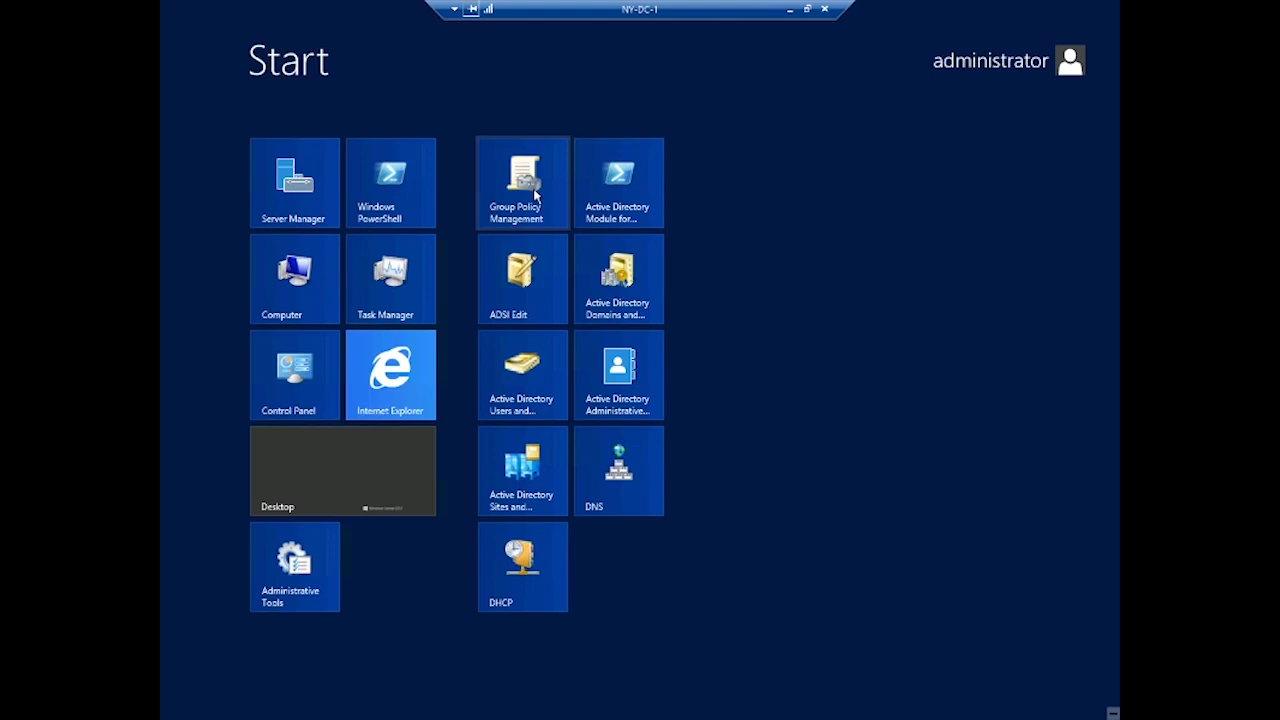 NY-DC-1
Start
administrator
Server Manager
Windows
PowerShell
Group Policy
Management
Active Directory
Module for...
Computer
Task Manager
ADSI Edit
Active Directory
Domains and...
Control Panel
Internet Explorer
Active Directory
Users and...
Active Directory
Administrative...
Desktop
Active Directory
Sites and...
DNS
Administrative
Tools
DHCP